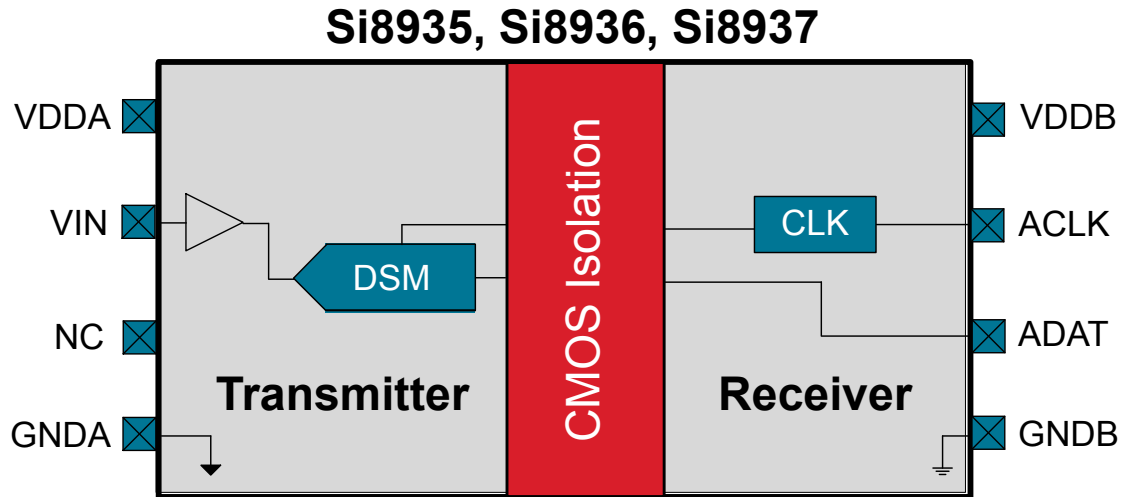 Si8935, Si8936, Si8937
VDDA
VIN
NC
GNDA
DSM
Transmitter
CMOS Isolation
CLK
Receiver
VDDB
ACLK
ADAT
GNDB